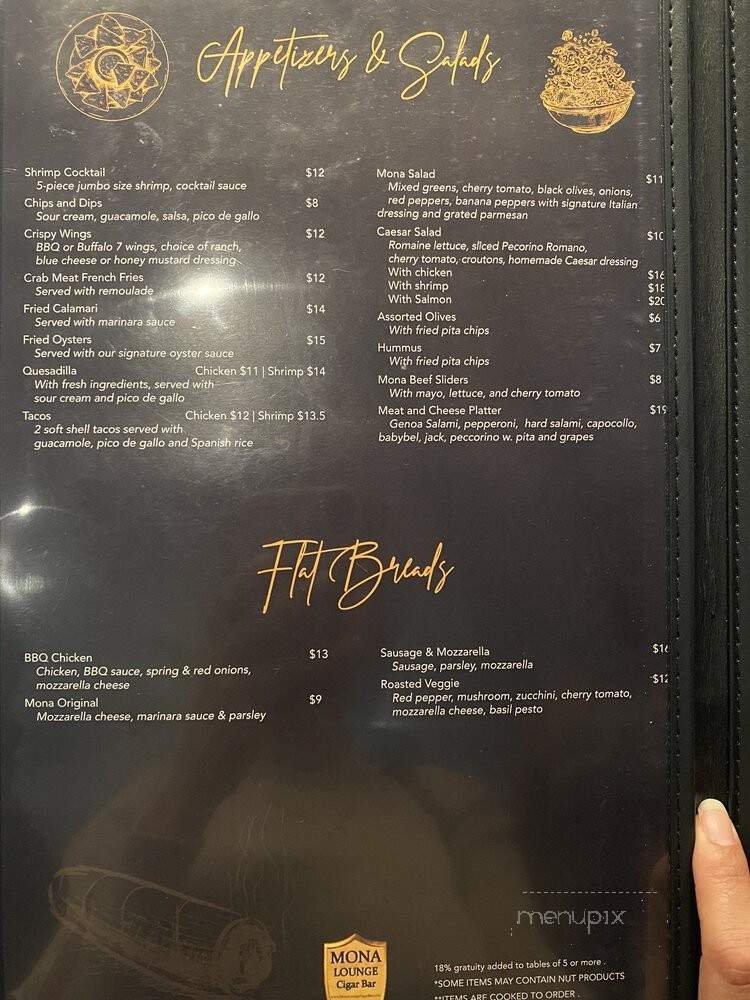 Appetizers & Salads
Shrimp Cocktail $12
5-piece jumbo size shrimp, cocktail sauce
Chips and Dips $8
Sour cream, guacamole, salsa, pico de gallo
Crispy Wings $12
BBQ or Buffalo 7 wings, choice of ranch,
blue cheese or honey mustard dressing
Crab Meat French Fries $12
Served with remoulade
Fried Calamari $14
Served with marinara sauce
Fried Oysters $15
Served with our signature oyster sauce
Quesadilla Chicken $11 | Shrimp $14
With fresh ingredients, served with
sour cream and pico de gallo
Tacos Chicken $12 | Shrimp $13.5
2 soft shell tacos served with
guacamole, pico de gallo and Spanish rice
Mona Salad $11
Mixed greens, cherry tomato, black olives, onions,
red peppers, banana peppers with signature Italian
dressing and grated parmesan
Caesar Salad $10
Romaine lettuce, sliced Pecorino Romano,
cherry tomato, croutons, homemade Caesar dressing
With chicken $16
With shrimp $18
With Salmon $20
Assorted Olives $6
With fried pita chips
Hummus $7
With fried pita chips
Mona Beef Sliders $8
With mayo, lettuce, and cherry tomato
Meat and Cheese Platter $19
Genoa Salami, pepperoni, hard salami, capocollo,
babybel, jack, peccorino w. pita and grapes
Flat Breads
BBQ Chicken $13
Chicken, BBQ sauce, spring & red onions,
mozzarella cheese
Mona Original $9
Mozzarella cheese, marinara sauce & parsley
Sausage & Mozzarella $16
Sausage, parsley, mozzarella
Roasted Veggie $12
Red pepper, mushroom, zucchini, cherry tomato,
mozzarella cheese, basil pesto
menupix
MONA
LOUNGE
Cigar Bar
18% gratuity added to tables of 5 or more .
*SOME ITEMS MAY CONTAIN NUT PRODUCTS
**ITEMS ARE COOKED TO ORDER .